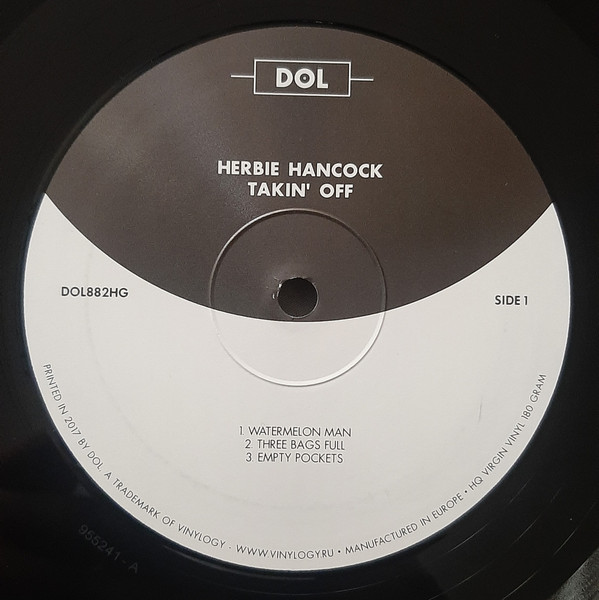 DOL
HERBIE HANCOCK
TAKIN' OFF
DOL882HG
SIDE 1
1. WATERMELON MAN
2. THREE BAGS FULL
3. EMPTY POCKETS
PRINTED IN 2017 BY DOL, A TRADEMARK OF VINYLOGY - WWW.VINYLOGY.RU • MANUFACTURED IN EUROPE • HQ VIRGIN VINYL 180 GRAM
955241-A